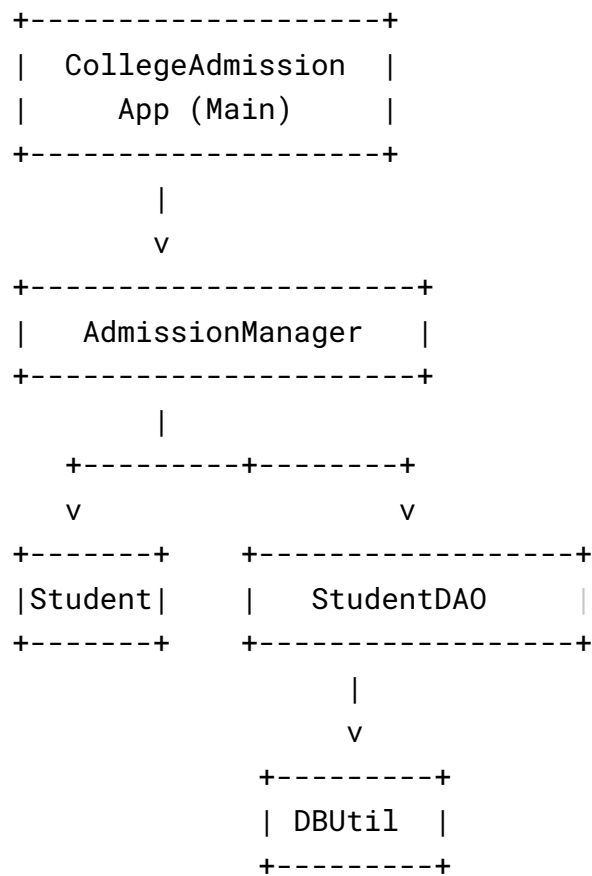 +-------------------+
|  CollegeAdmission  |
|     App (Main)     |
+-------------------+
|
v
+---------------------+
|   AdmissionManager   |
+---------------------+
|
+---------+--------+
v                  v
+-------+    +-----------------+
|Student|    |   StudentDAO     |
+-------+    +-----------------+
|
v
+---------+
| DBUtil  |
+---------+